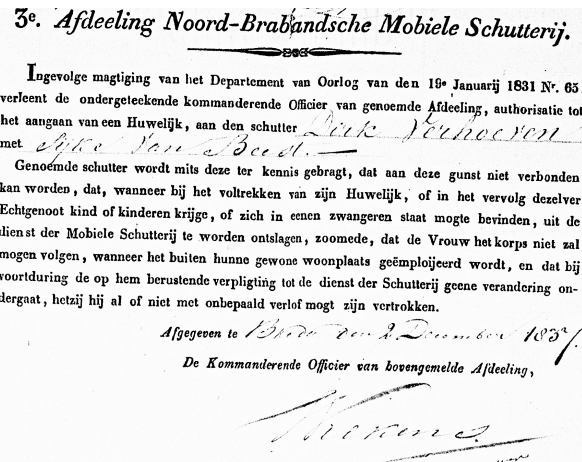 3e. Afdeeling Noord-Brabandsche Mobiele Schutterij.
Ingevolge magtiging van het Departement van Oorlog van den 19e Januarij 1831 Nr. 65
verleent de ondergeteekende kommanderende Officier van genoemde Afdeeling, authorisatie tot
het aangaan van een Huwelijk, aan den schutter Dirk Verhoeven
met Sijke van
Genoemde schutter wordt mits deze ter kennis gebragt, dat aan deze gunst niet verbonden
kan worden, dat, wanneer bij het voltrekken van zijn Huwelijk, of in het vervolg dezelver
Echtgenoot kind of kinderen krijge, of zich in eenen zwangeren staat mogte bevinden, uit de
dienst der Mobiele Schutterij te worden ontslagen, zoomede, dat de Vrouw het korps niet zal
mogen volgen, wanneer het buiten hunne gewone woonplaats geëmploijeerd wordt, en dat bij
voortduring de op hem berustende verpligting tot de dienst der Schutterij geene verandering on-
dergaat, hetzij hij al of niet met onbepaald verlof mogt zijn vertrokken.
Afgegeven te Breda den 2 December 1837.
De Kommanderende Officier van bovengemelde Afdeeling,